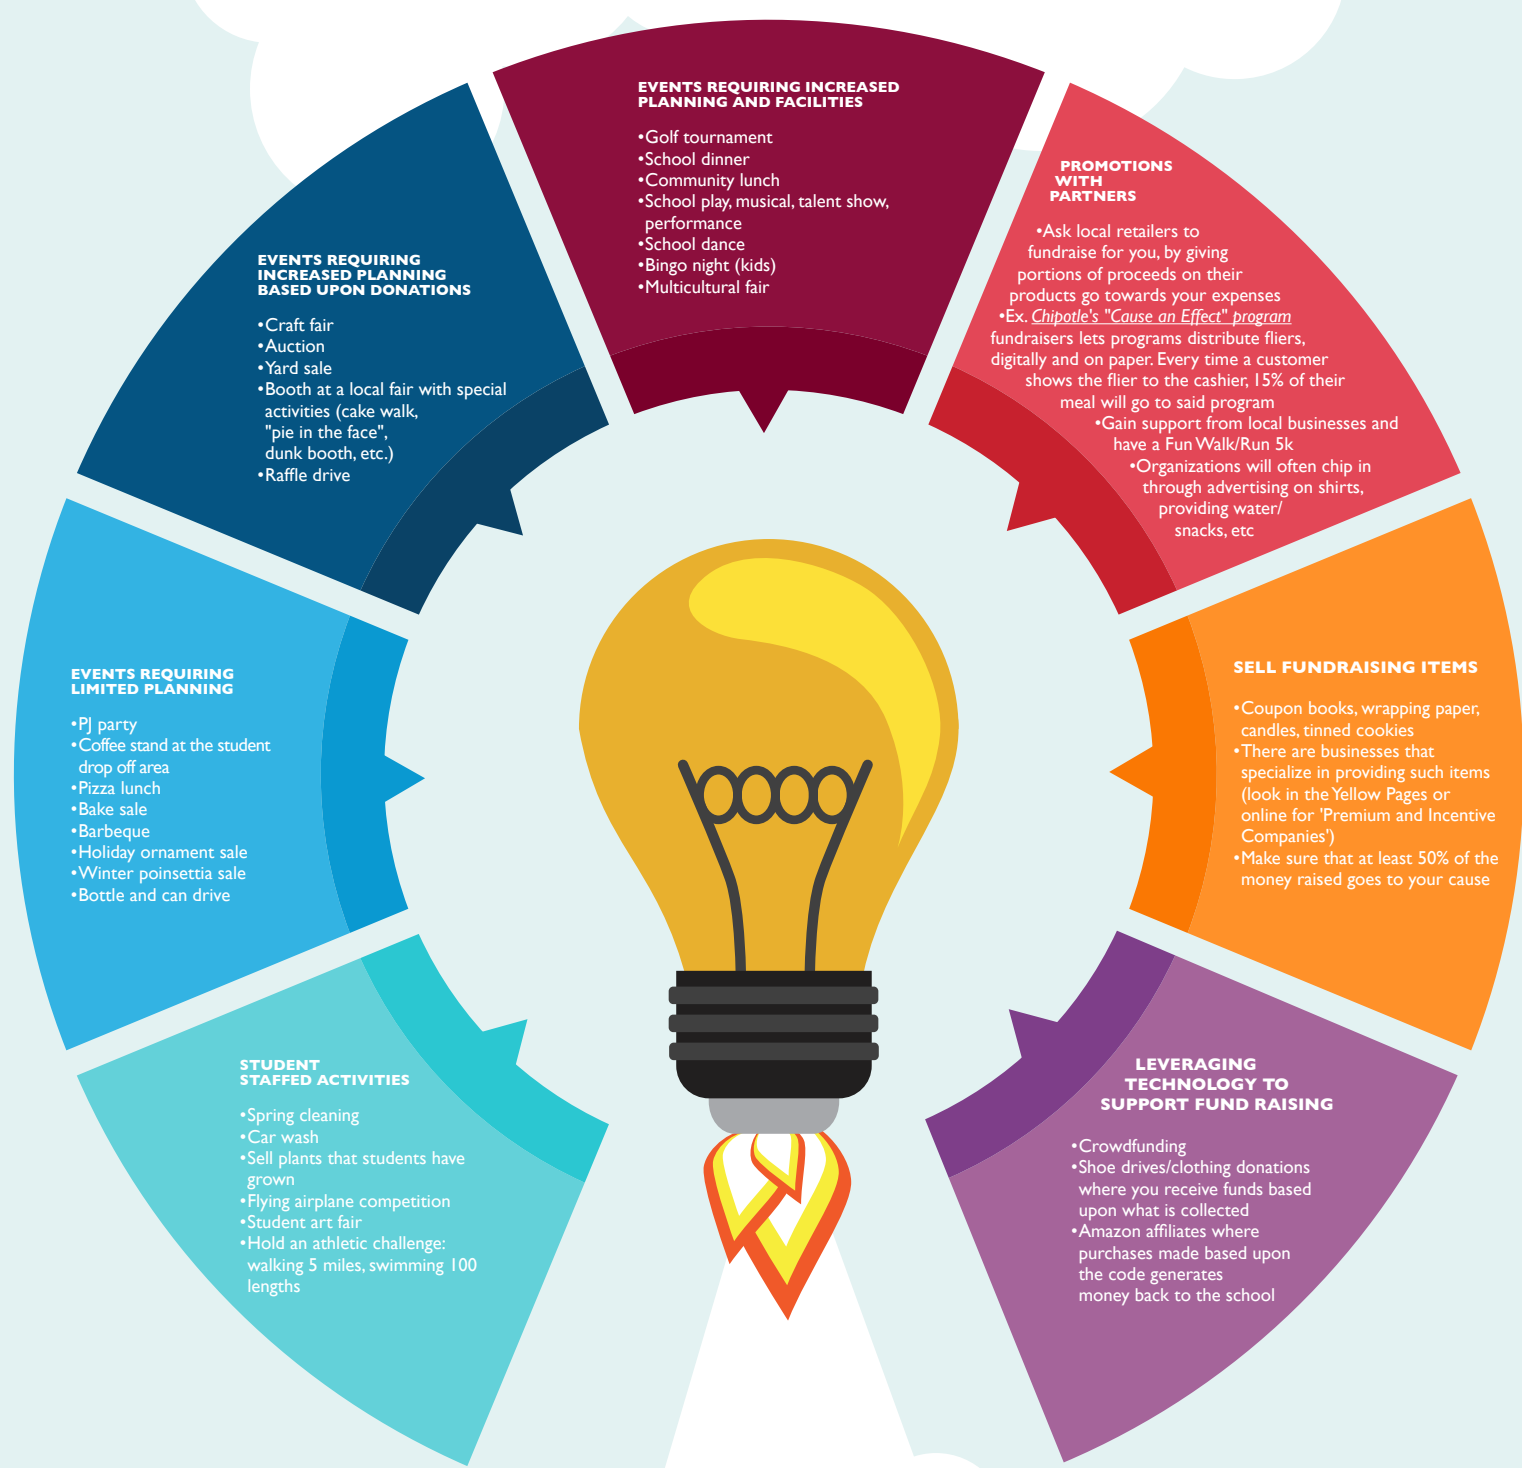 EVENTS REQUIRING INCREASED
PLANNING AND FACILITIES
•Golf tournament
•School dinner
•Community lunch
•School play, musical, talent show,
performance
•School dance
•Bingo night (kids)
•Multicultural fair
PROMOTIONS
WITH
PARTNERS
•Ask local retailers to
fundraise for you, by giving
portions of proceeds on their
products go towards your expenses
•Ex. Chipotle's "Cause an Effect" program
fundraisers lets programs distribute fliers,
digitally and on paper. Every time a customer
shows the flier to the cashier, 15% of their
meal will go to said program
•Gain support from local businesses and
have a Fun Walk/Run 5k
•Organizations will often chip in
through advertising on shirts,
providing water/
snacks, etc
EVENTS REQUIRING
INCREASED PLANNING
BASED UPON DONATIONS
•Craft fair
•Auction
•Yard sale
•Booth at a local fair with special
activities (cake walk,
"pie in the face",
dunk booth, etc.)
•Raffle drive
EVENTS REQUIRING
LIMITED PLANNING
•PJ party
•Coffee stand at the student
drop off area
•Pizza lunch
•Bake sale
•Barbeque
•Holiday ornament sale
•Winter poinsettia sale
•Bottle and can drive
SELL FUNDRAISING ITEMS
•Coupon books, wrapping paper,
candles, tinned cookies
•There are businesses that
specialize in providing such items
(look in the Yellow Pages or
online for 'Premium and Incentive
Companies')
•Make sure that at least 50% of the
money raised goes to your cause
STUDENT
STAFFED ACTIVITIES
•Spring cleaning
•Car wash
•Sell plants that students have
grown
•Flying airplane competition
•Student art fair
•Hold an athletic challenge:
walking 5 miles, swimming 100
lengths
LEVERAGING
TECHNOLOGY TO
SUPPORT FUND RAISING
•Crowdfunding
•Shoe drives/clothing donations
where you receive funds based
upon what is collected
•Amazon affiliates where
purchases made based upon
the code generates
money back to the school